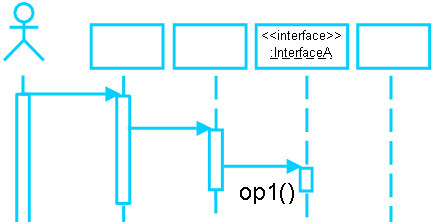 <<interface>>
:InterfaceA
op1()